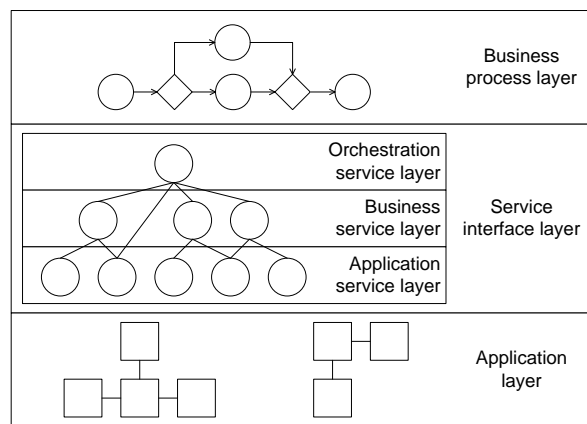 Business
process layer
Orchestration
service layer
Business
service layer
Service
interface layer
Application
service layer
Application
layer